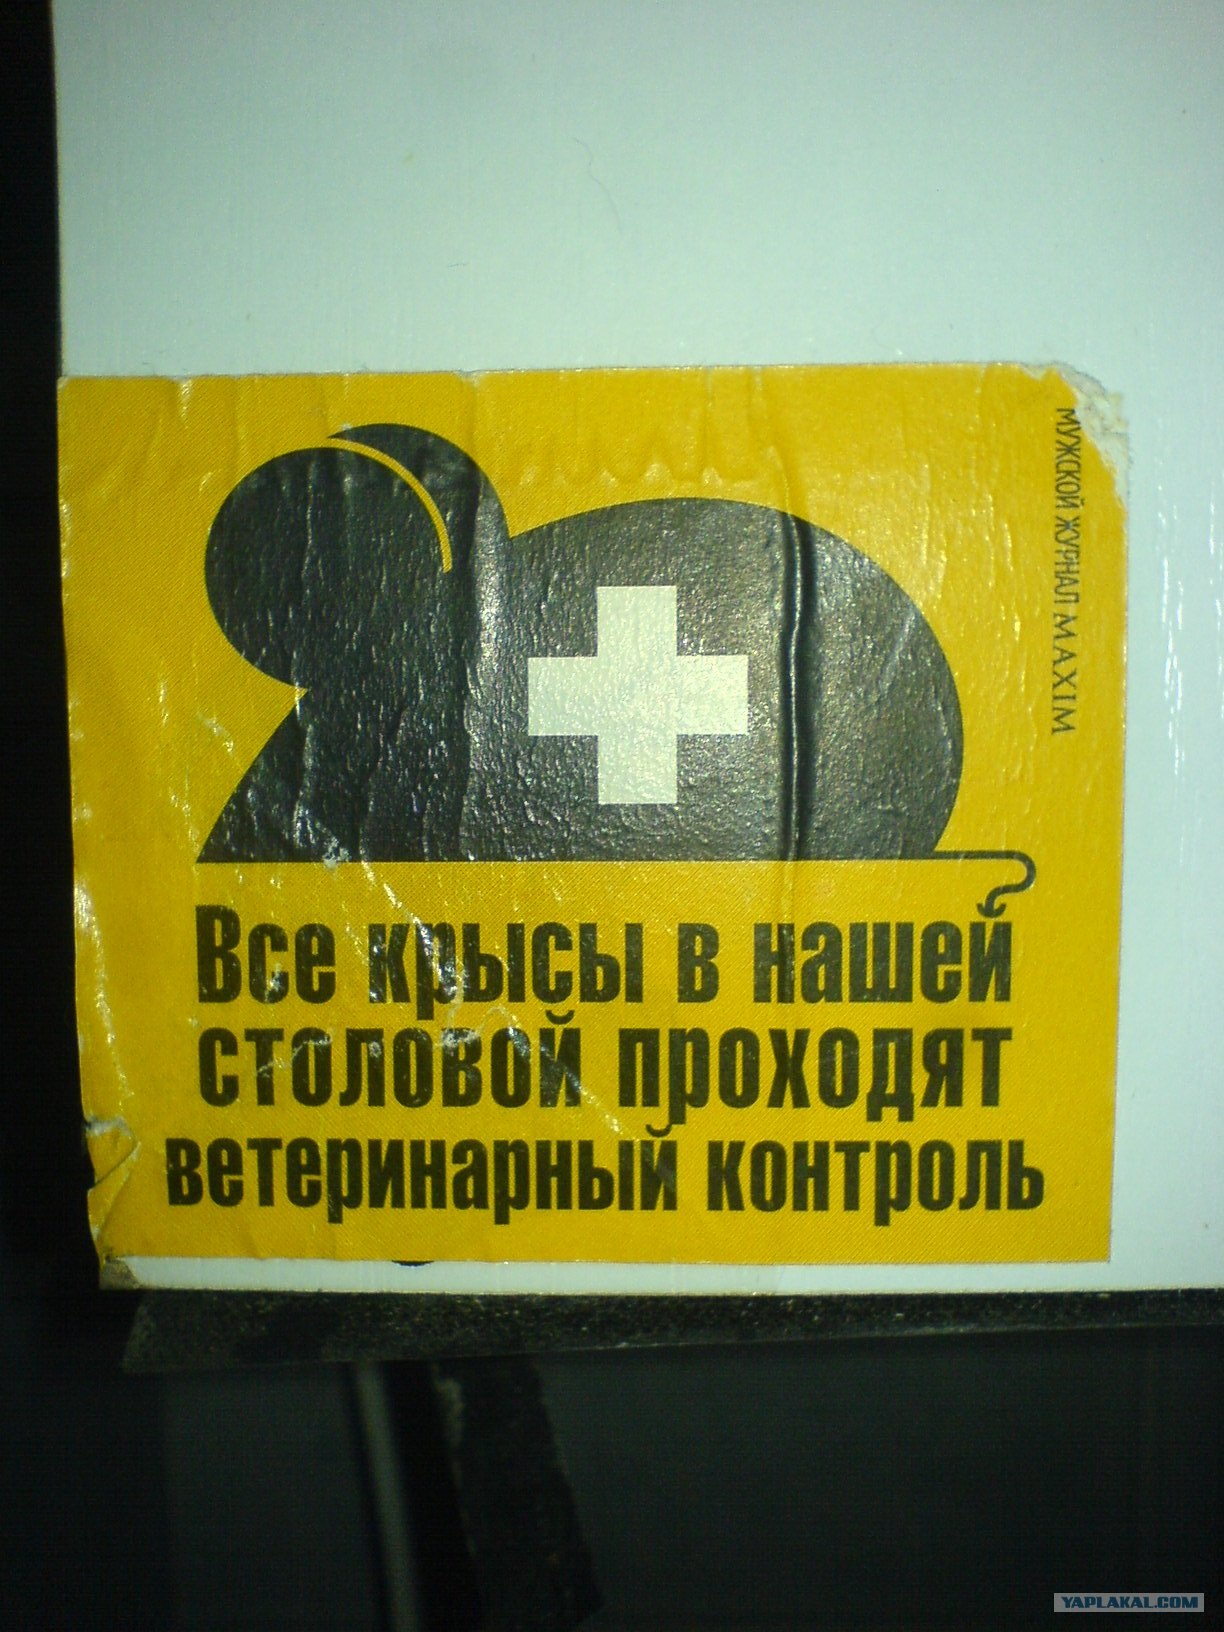 МУЖСКОЙ ЖУРНАЛ MAXIM
Все крысы в нашей
столовой проходят
ветеринарный контроль
YAPLAKAL.COM